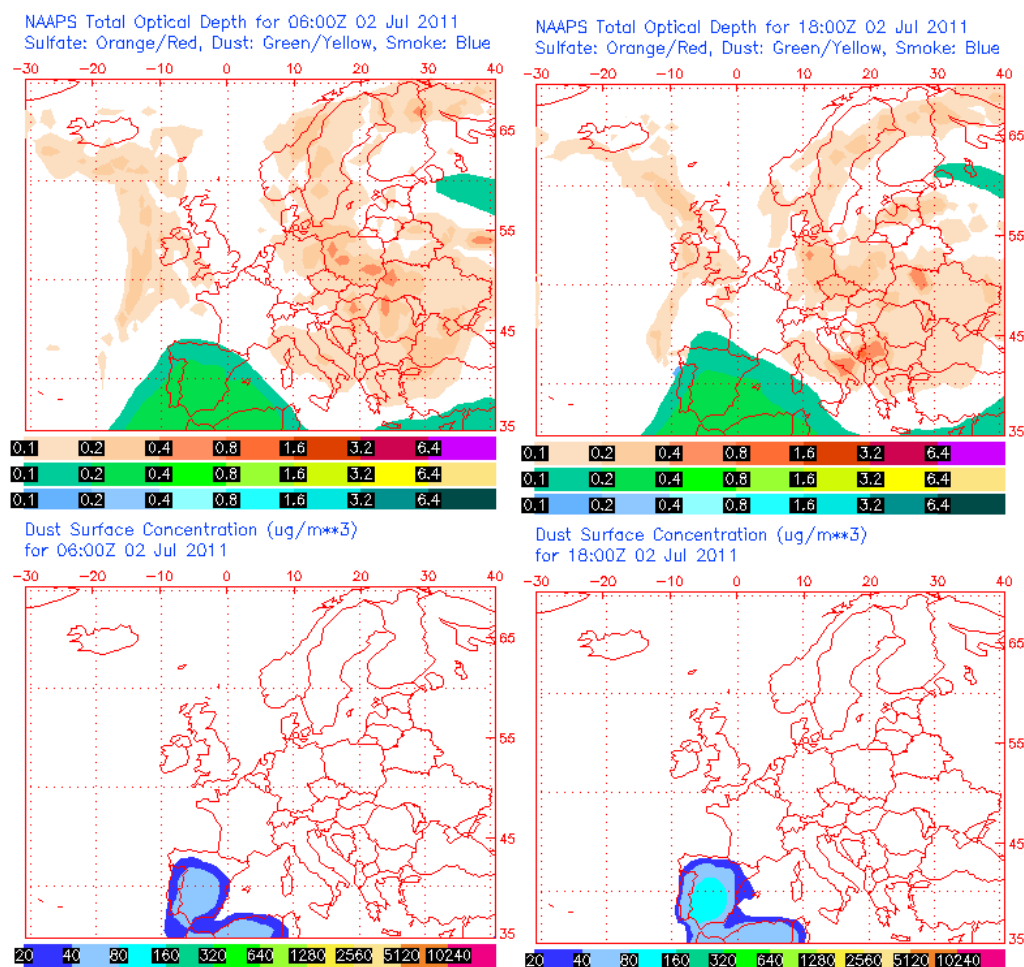 NAAPS Total Optical Depth for 06:00Z 02 Jul 2011
Sulfate: Orange/Red, Dust: Green/Yellow, Smoke: Blue
-30 -20 -10 0 10 20 30 40
65
55
45
35
0.1 0.2 0.4 0.8 1.6 3.2 6.4
0.1 0.2 0.4 0.8 1.6 3.2 6.4
0.1 0.2 0.4 0.8 1.6 3.2 6.4
NAAPS Total Optical Depth for 18:00Z 02 Jul 2011
Sulfate: Orange/Red, Dust: Green/Yellow, Smoke: Blue
-30 -20 -10 0 10 20 30 40
65
55
45
35
0.1 0.2 0.4 0.8 1.6 3.2 6.4
0.1 0.2 0.4 0.8 1.6 3.2 6.4
0.1 0.2 0.4 0.8 1.6 3.2 6.4
Dust Surface Concentration (ug/m**3)
for 06:00Z 02 Jul 2011
-30 -20 -10 0 10 20 30 40
65
55
45
35
20 40 80 160 320 640 1280 2560 5120 10240
Dust Surface Concentration (ug/m**3)
for 18:00Z 02 Jul 2011
-30 -20 -10 0 10 20 30 40
65
55
45
35
20 40 80 160 320 640 1280 2560 5120 10240